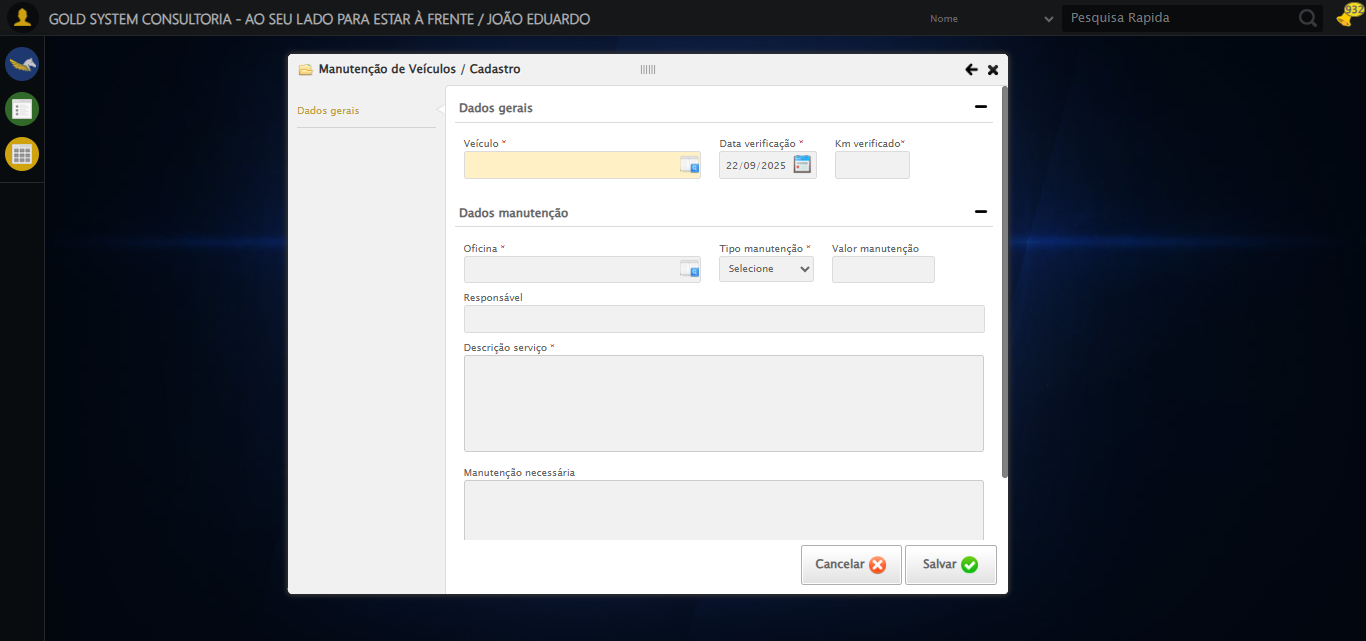 GOLD SYSTEM CONSULTORIA - AO SEU LADO PARA ESTAR À FRENTE / JOÃO EDUARDO
Nome
Pesquisa Rapida
932
Manutenção de Veículos / Cadastro
Dados gerais
Dados gerais
Veículo * Data verificação * Km verificado*
22/09/2025
Dados manutenção
Oficina * Tipo manutenção * Valor manutenção
Selecione
Responsável
Descrição serviço *
Manutenção necessária
Cancelar Salvar